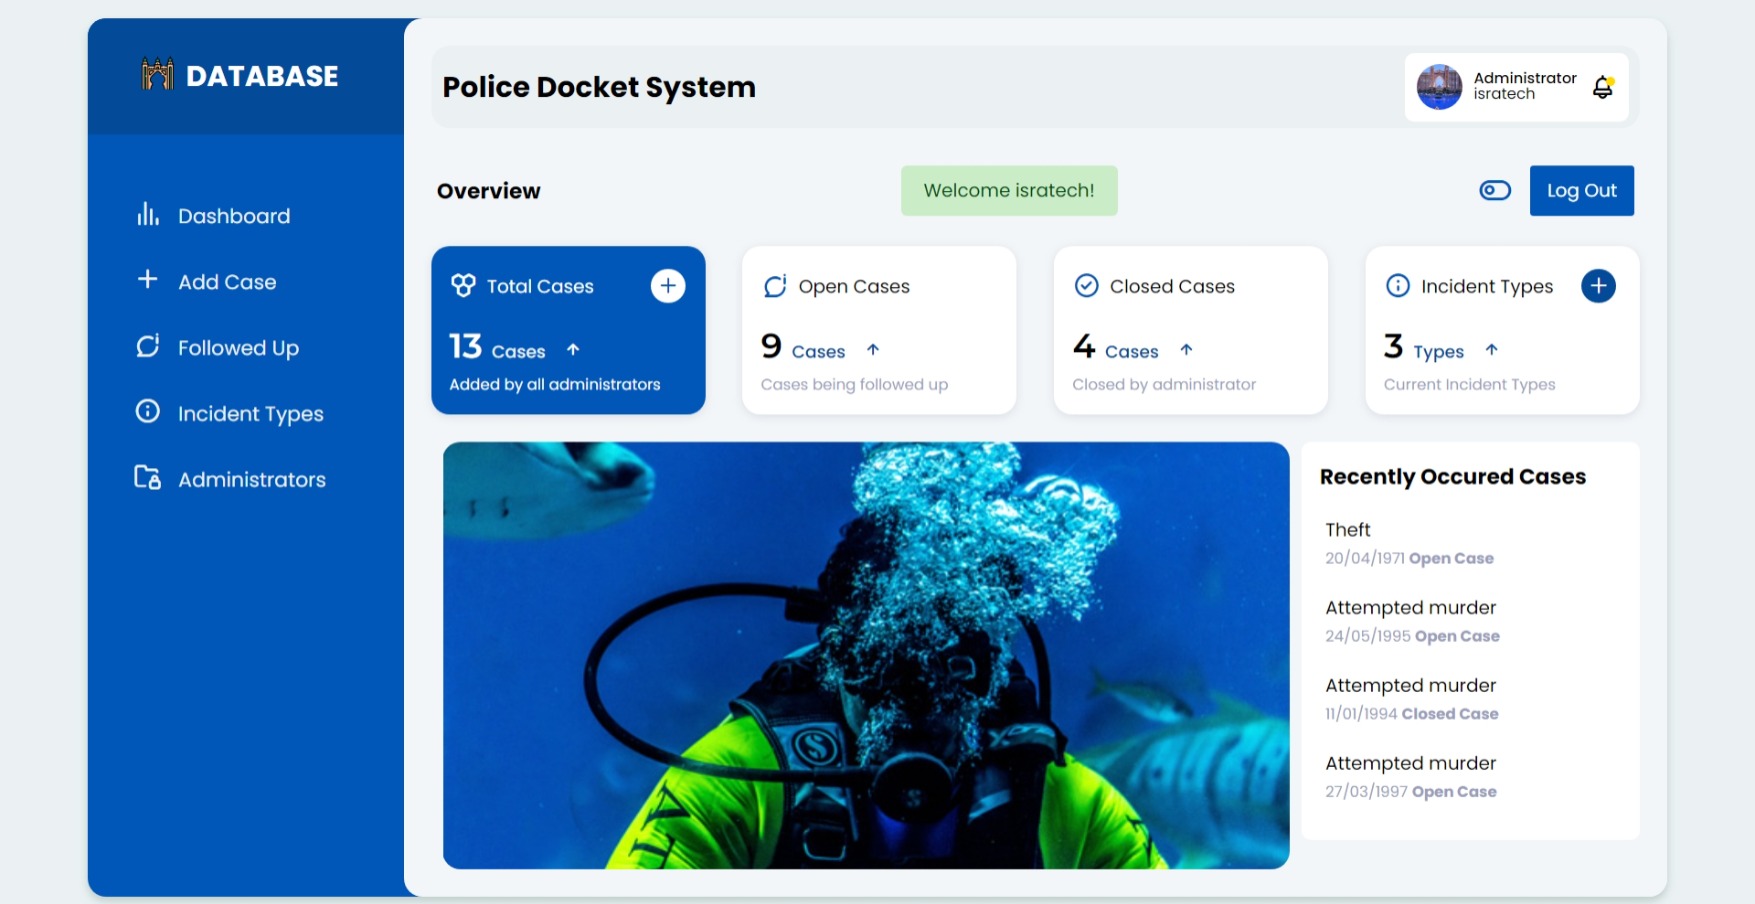 DATABASE
Dashboard
Add Case
Followed Up
Incident Types
Administrators
Police Docket System
Administrator
isratech
Overview
Welcome isratech!
Log Out
Total Cases
13 Cases
Added by all administrators
Open Cases
9 Cases
Cases being followed up
Closed Cases
4 Cases
Closed by administrator
Incident Types
3 Types
Current Incident Types
Recently Occured Cases
Theft
20/04/1971 Open Case
Attempted murder
24/05/1995 Open Case
Attempted murder
11/01/1994 Closed Case
Attempted murder
27/03/1997 Open Case